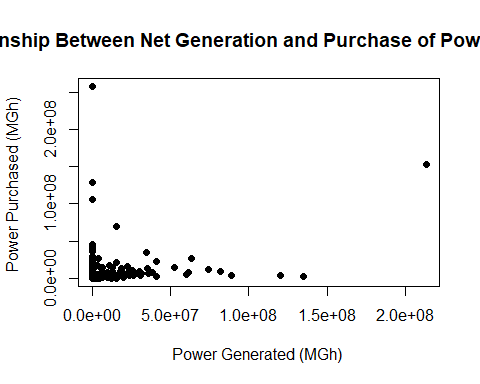 nship Between Net Generation and Purchase of Pow
2.0e+08
1.0e+08
0.0e+00
Power Purchased (MGh)
0.0e+00 5.0e+07 1.0e+08 1.5e+08 2.0e+08
Power Generated (MGh)